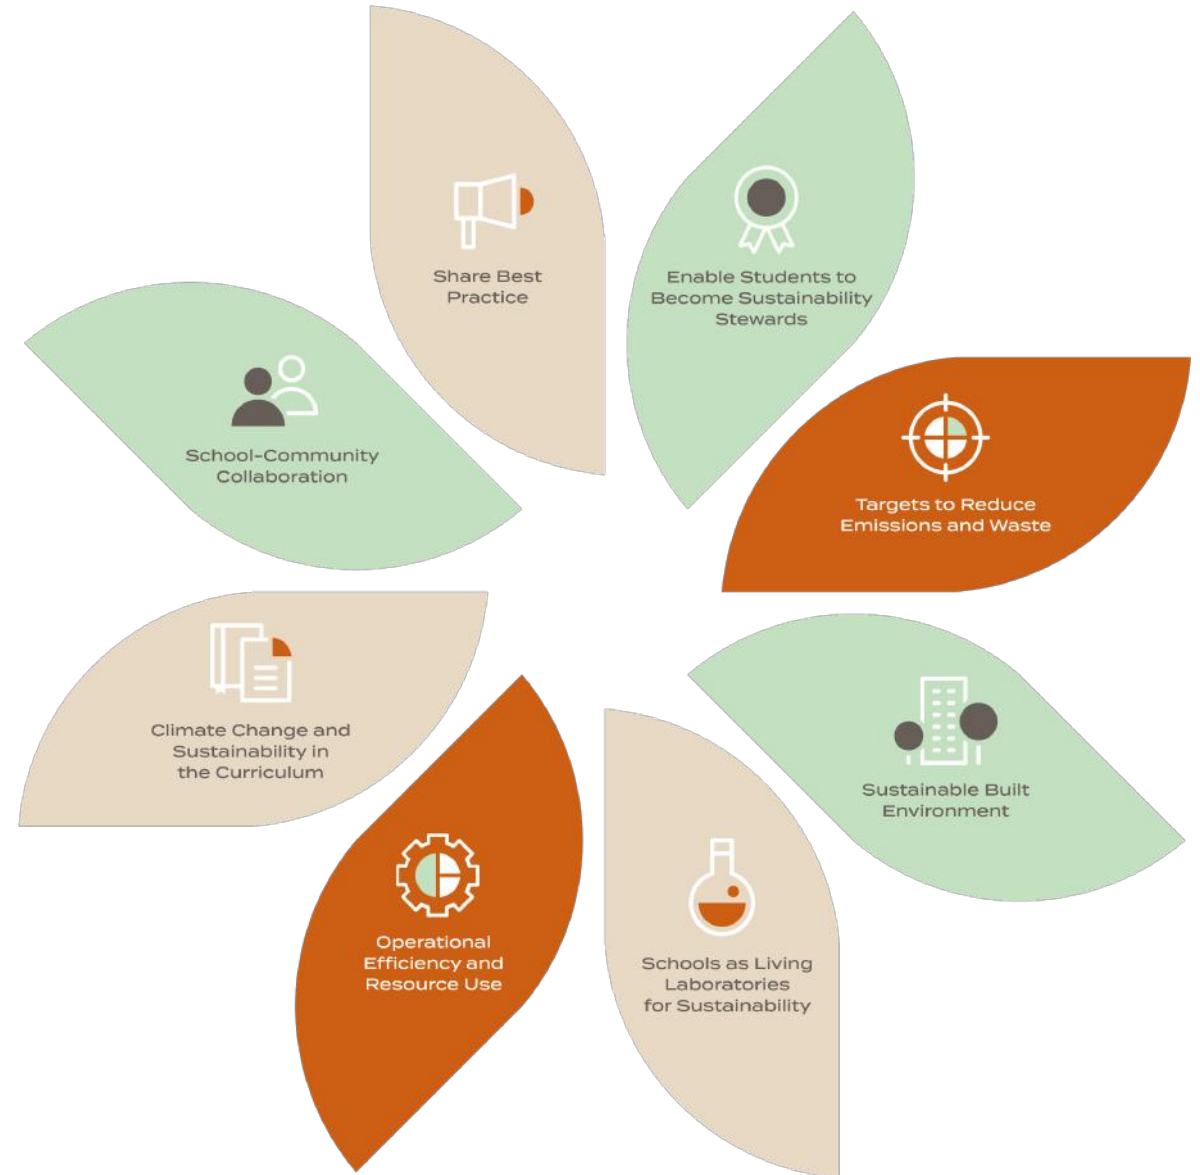 Share Best
Practice
Enable Students to
Become Sustainability
Stewards
Targets to Reduce
Emissions and Waste
Sustainable Built
Environment
Schools as Living
Laboratories
for Sustainability
Operational
Efficiency and
Resource Use
Climate Change and
Sustainability in
the Curriculum
School-Community
Collaboration